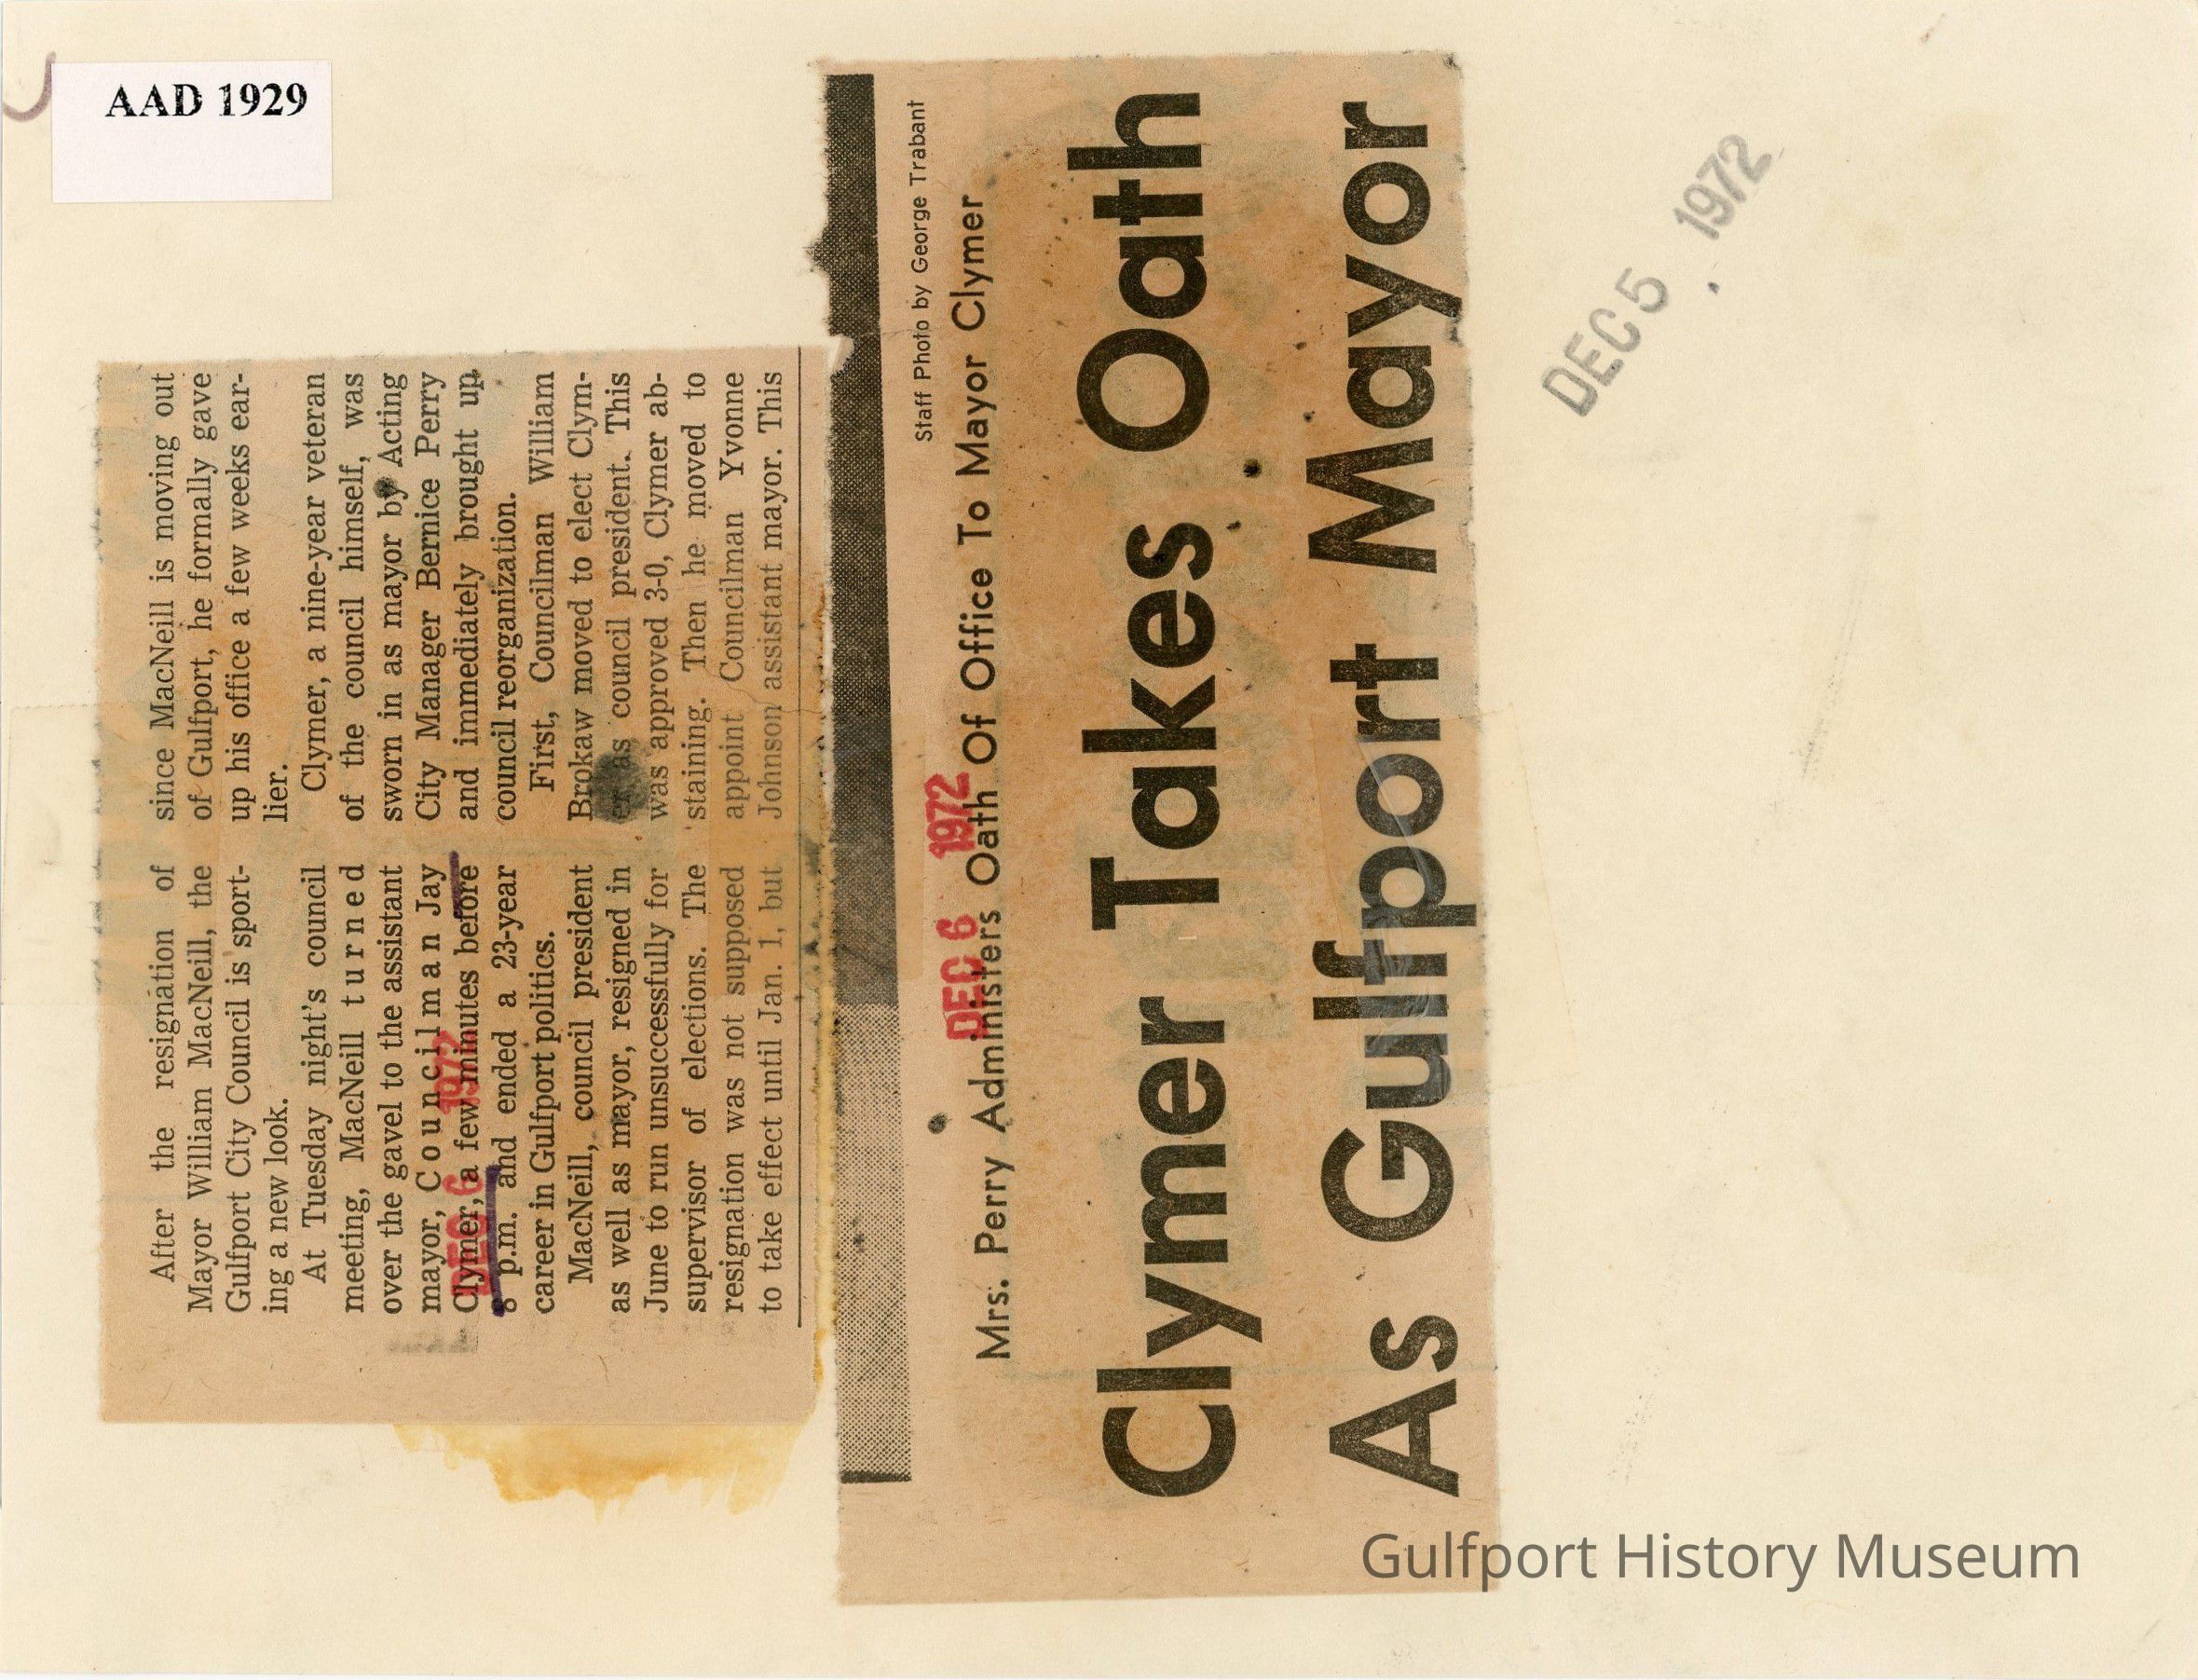 AAD 1929
After the resignation of
Mayor William MacNeill, the
Gulfport City Council is sport-
ing a new look.
At Tuesday night's council
meeting, MacNeill turned
over the gavel to the assistant
mayor, Councilman Jay
Clymer, a few minutes before
8 p.m. and ended a 23-year
career in Gulfport politics.
MacNeill, council president
as well as mayor, resigned in
June to run unsuccessfully for
supervisor of elections. The
resignation was not supposed
to take effect until Jan. 1, but
since MacNeill is moving out
of Gulfport, he formally gave
up his office a few weeks ear-
lier.
Clymer, a nine-year veteran
of the council himself, was
sworn in as mayor by Acting
City Manager Bernice Perry
and immediately brought up
council reorganization.
First, Councilman William
Brokaw moved to elect Clym-
er as council president. This
was approved 3-0, Clymer ab-
staining. Then he moved to
appoint Councilman Yvonne
Johnson assistant mayor. This
DEC 6 1972
Staff Photo by George Trabant
DEC 6 1972
Mrs. Perry Administers Oath Of Office To Mayor Clymer
Clymer Takes Oath
As Gulfport Mayor
DEC 5 1972
Gulfport History Museum